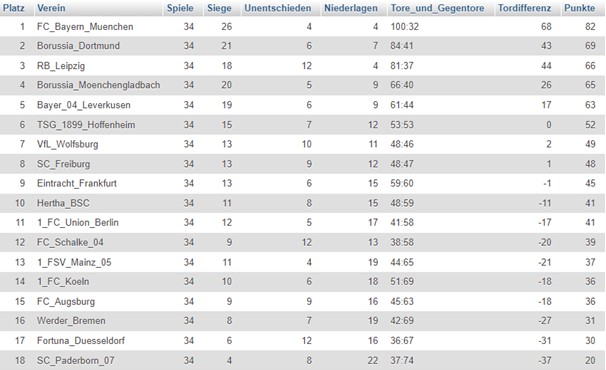 Platz Verein Spiele Siege Unentschieden Niederlagen Tore_und_Gegentore Tordifferenz Punkte
1 FC_Bayern_Muenchen 34 26 4 4 100:32 68 82
2 Borussia_Dortmund 34 21 6 7 84:41 43 69
3 RB_Leipzig 34 18 12 4 81:37 44 66
4 Borussia_Moenchengladbach 34 20 5 9 66:40 26 65
5 Bayer_04_Leverkusen 34 19 6 9 61:44 17 63
6 TSG_1899_Hoffenheim 34 15 7 12 53:53 0 52
7 VfL_Wolfsburg 34 13 10 11 48:46 2 49
8 SC_Freiburg 34 13 9 12 48:47 1 48
9 Eintracht_Frankfurt 34 13 6 15 59:60 -1 45
10 Hertha_BSC 34 11 8 15 48:59 -11 41
11 1_FC_Union_Berlin 34 12 5 17 41:58 -17 41
12 FC_Schalke_04 34 9 12 13 38:58 -20 39
13 1_FSV_Mainz_05 34 11 4 19 44:65 -21 37
14 1_FC_Koeln 34 10 6 18 51:69 -18 36
15 FC_Augsburg 34 9 9 16 45:63 -18 36
16 Werder_Bremen 34 8 7 19 42:69 -27 31
17 Fortuna_Duesseldorf 34 6 12 16 36:67 -31 30
18 SC_Paderborn_07 34 4 8 22 37:74 -37 20